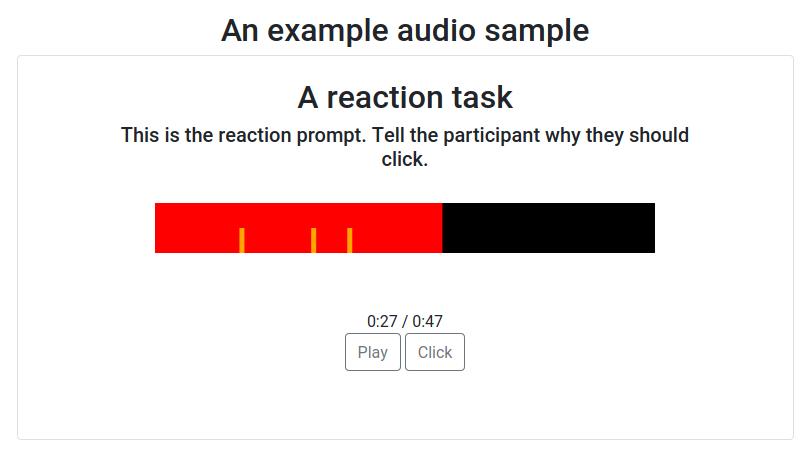 An example audio sample
A reaction task
This is the reaction prompt. Tell the participant why they should
click.
0:27 / 0:47
Play Click